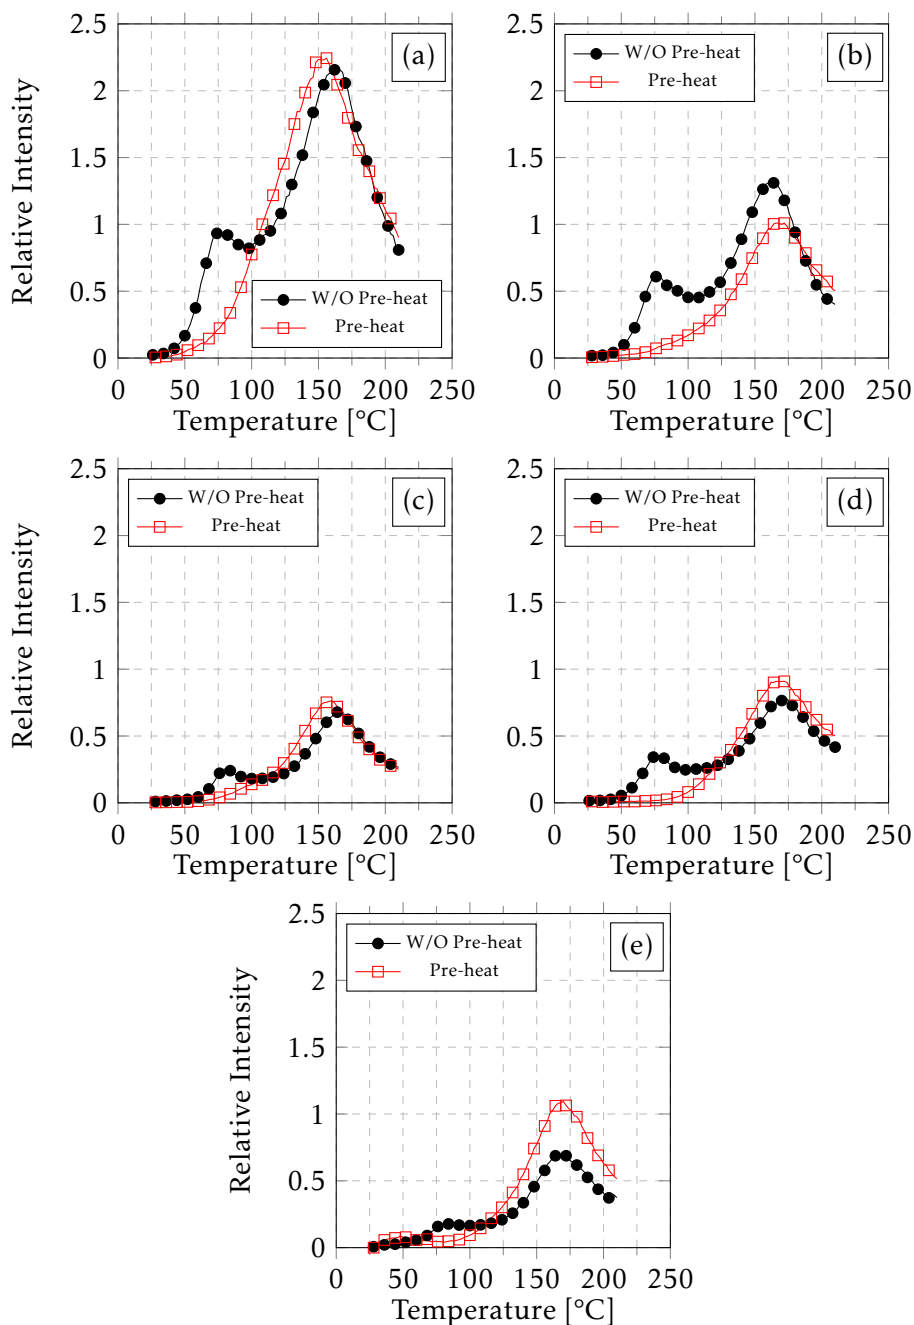 2.5
2
1.5
1
0.5
0
Relative Intensity
(a)
W/O Pre-heat
Pre-heat
0 50 100 150 200 250
Temperature [°C]
2.5
2
1.5
1
0.5
0
(b)
W/O Pre-heat
Pre-heat
0 50 100 150 200 250
Temperature [°C]
2.5
2
1.5
1
0.5
0
Relative Intensity
W/O Pre-heat
Pre-heat
(c)
0 50 100 150 200 250
Temperature [°C]
2.5
2
1.5
1
0.5
0
W/O Pre-heat
Pre-heat
(d)
0 50 100 150 200 250
Temperature [°C]
2.5
2
1.5
1
0.5
0
Relative Intensity
W/O Pre-heat
Pre-heat
(e)
0 50 100 150 200 250
Temperature [°C]